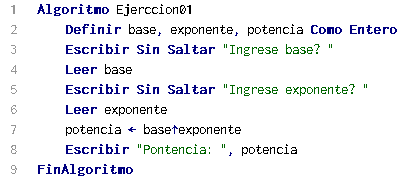 1 Algoritmo Ejerccion01
2 Definir base, exponente, potencia Como Entero
3 Escribir Sin Saltar "Ingrese base? "
4 Leer base
5 Escribir Sin Saltar "Ingrese exponente? "
6 Leer exponente
7 potencia ← base↑exponente
8 Escribir "Pontencia: ", potencia
9 FinAlgoritmo